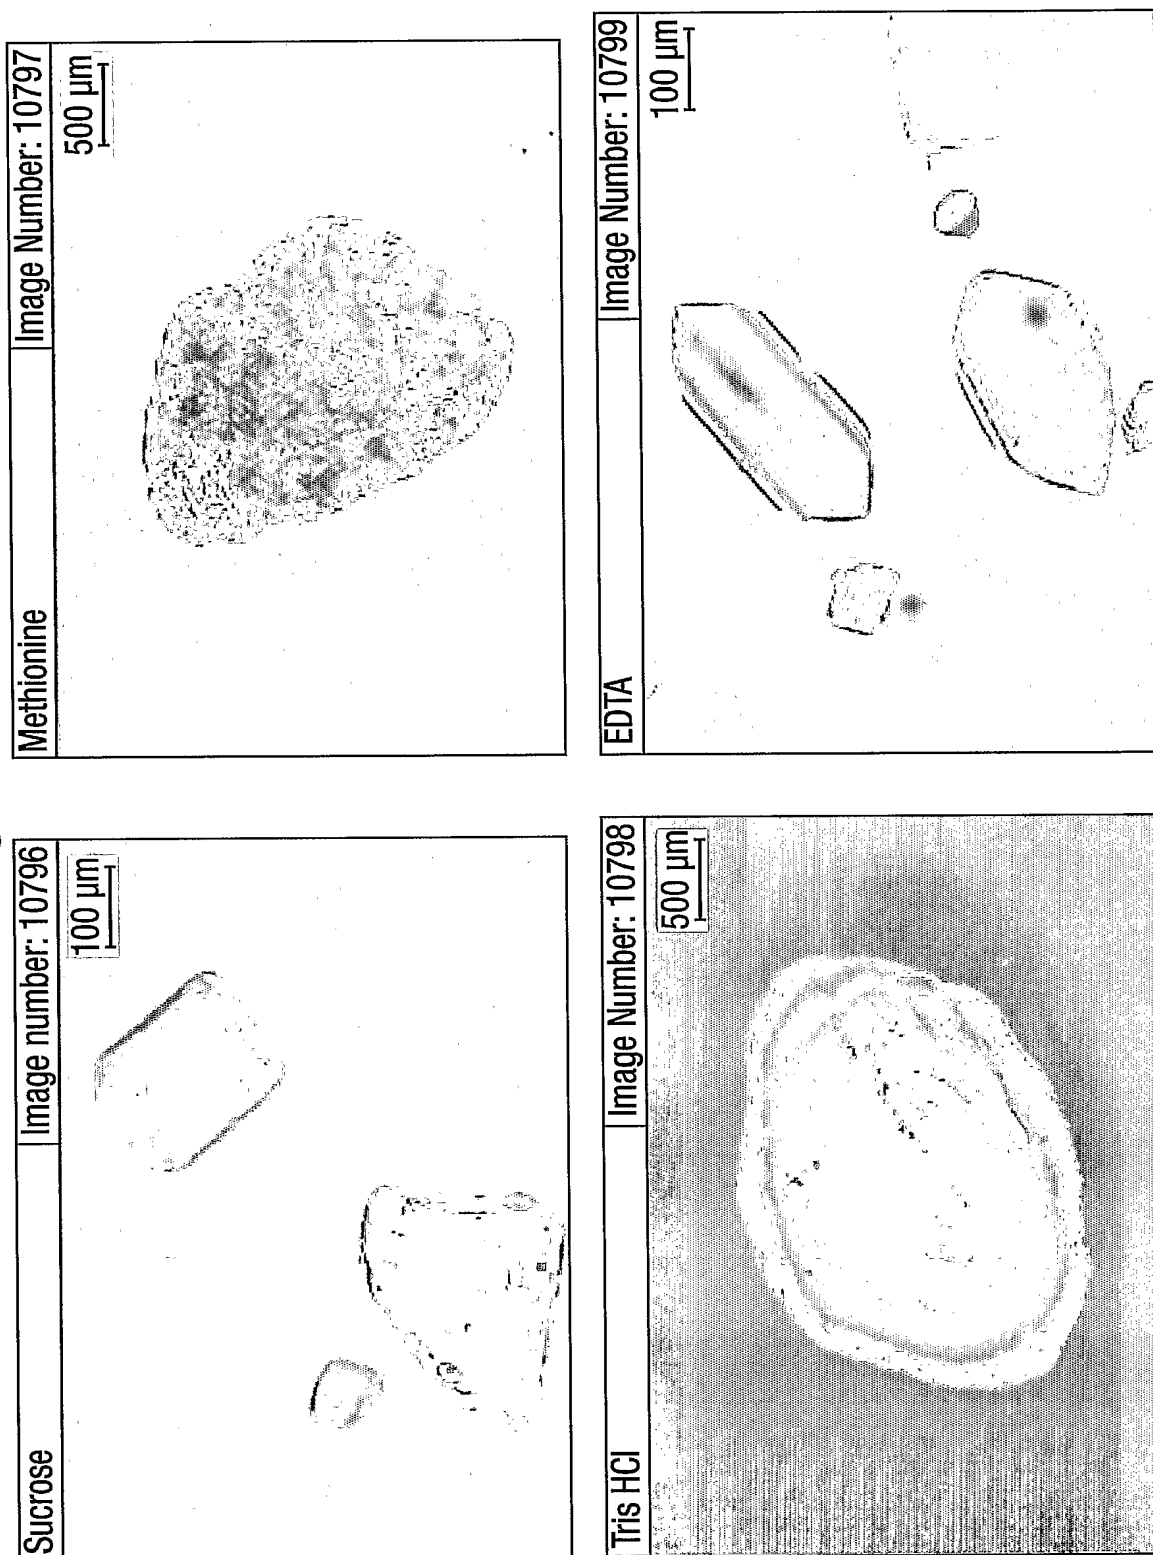 Sucrose
Image number: 10796
100 µm
Methionine
Image Number: 10797
500 µm
Tris HCl
Image Number: 10798
500 µm
EDTA
Image Number: 10799
100 µm